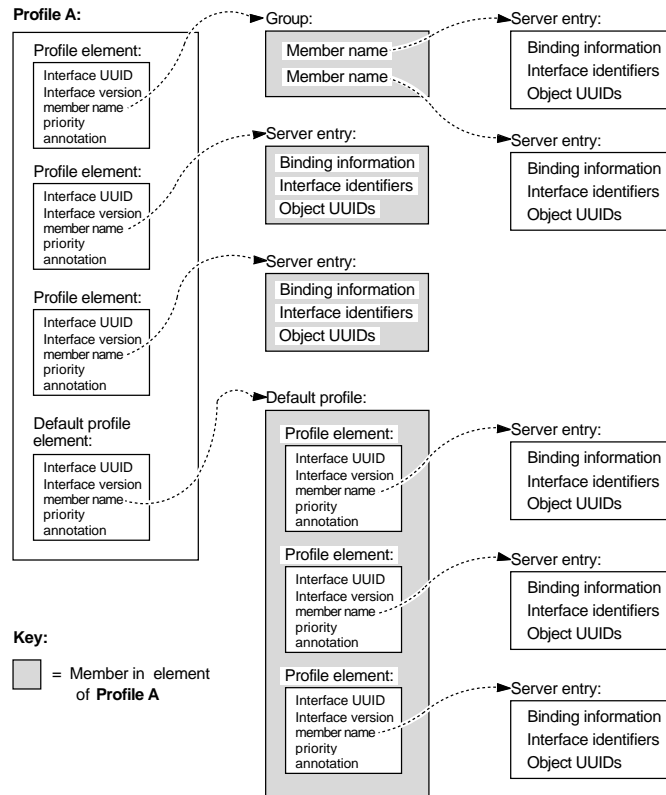 Profile A:
Profile element:
Interface UUID
Interface version
member name
priority
annotation
Profile element:
Interface UUID
Interface version
member name
priority
annotation
Profile element:
Interface UUID
Interface version
member name
priority
annotation
Default profile
element:
Interface UUID
Interface version
member name
priority
annotation
Key:
= Member in element
of Profile A
Group:
Member name
Member name
Server entry:
Binding information
Interface identifiers
Object UUIDs
Server entry:
Binding information
Interface identifiers
Object UUIDs
Default profile:
Profile element:
Interface UUID
Interface version
member name
priority
annotation
Profile element:
Interface UUID
Interface version
member name
priority
annotation
Profile element:
Interface UUID
Interface version
member name
priority
annotation
Server entry:
Binding information
Interface identifiers
Object UUIDs
Server entry:
Binding information
Interface identifiers
Object UUIDs
Server entry:
Binding information
Interface identifiers
Object UUIDs
Server entry:
Binding information
Interface identifiers
Object UUIDs
Server entry:
Binding information
Interface identifiers
Object UUIDs